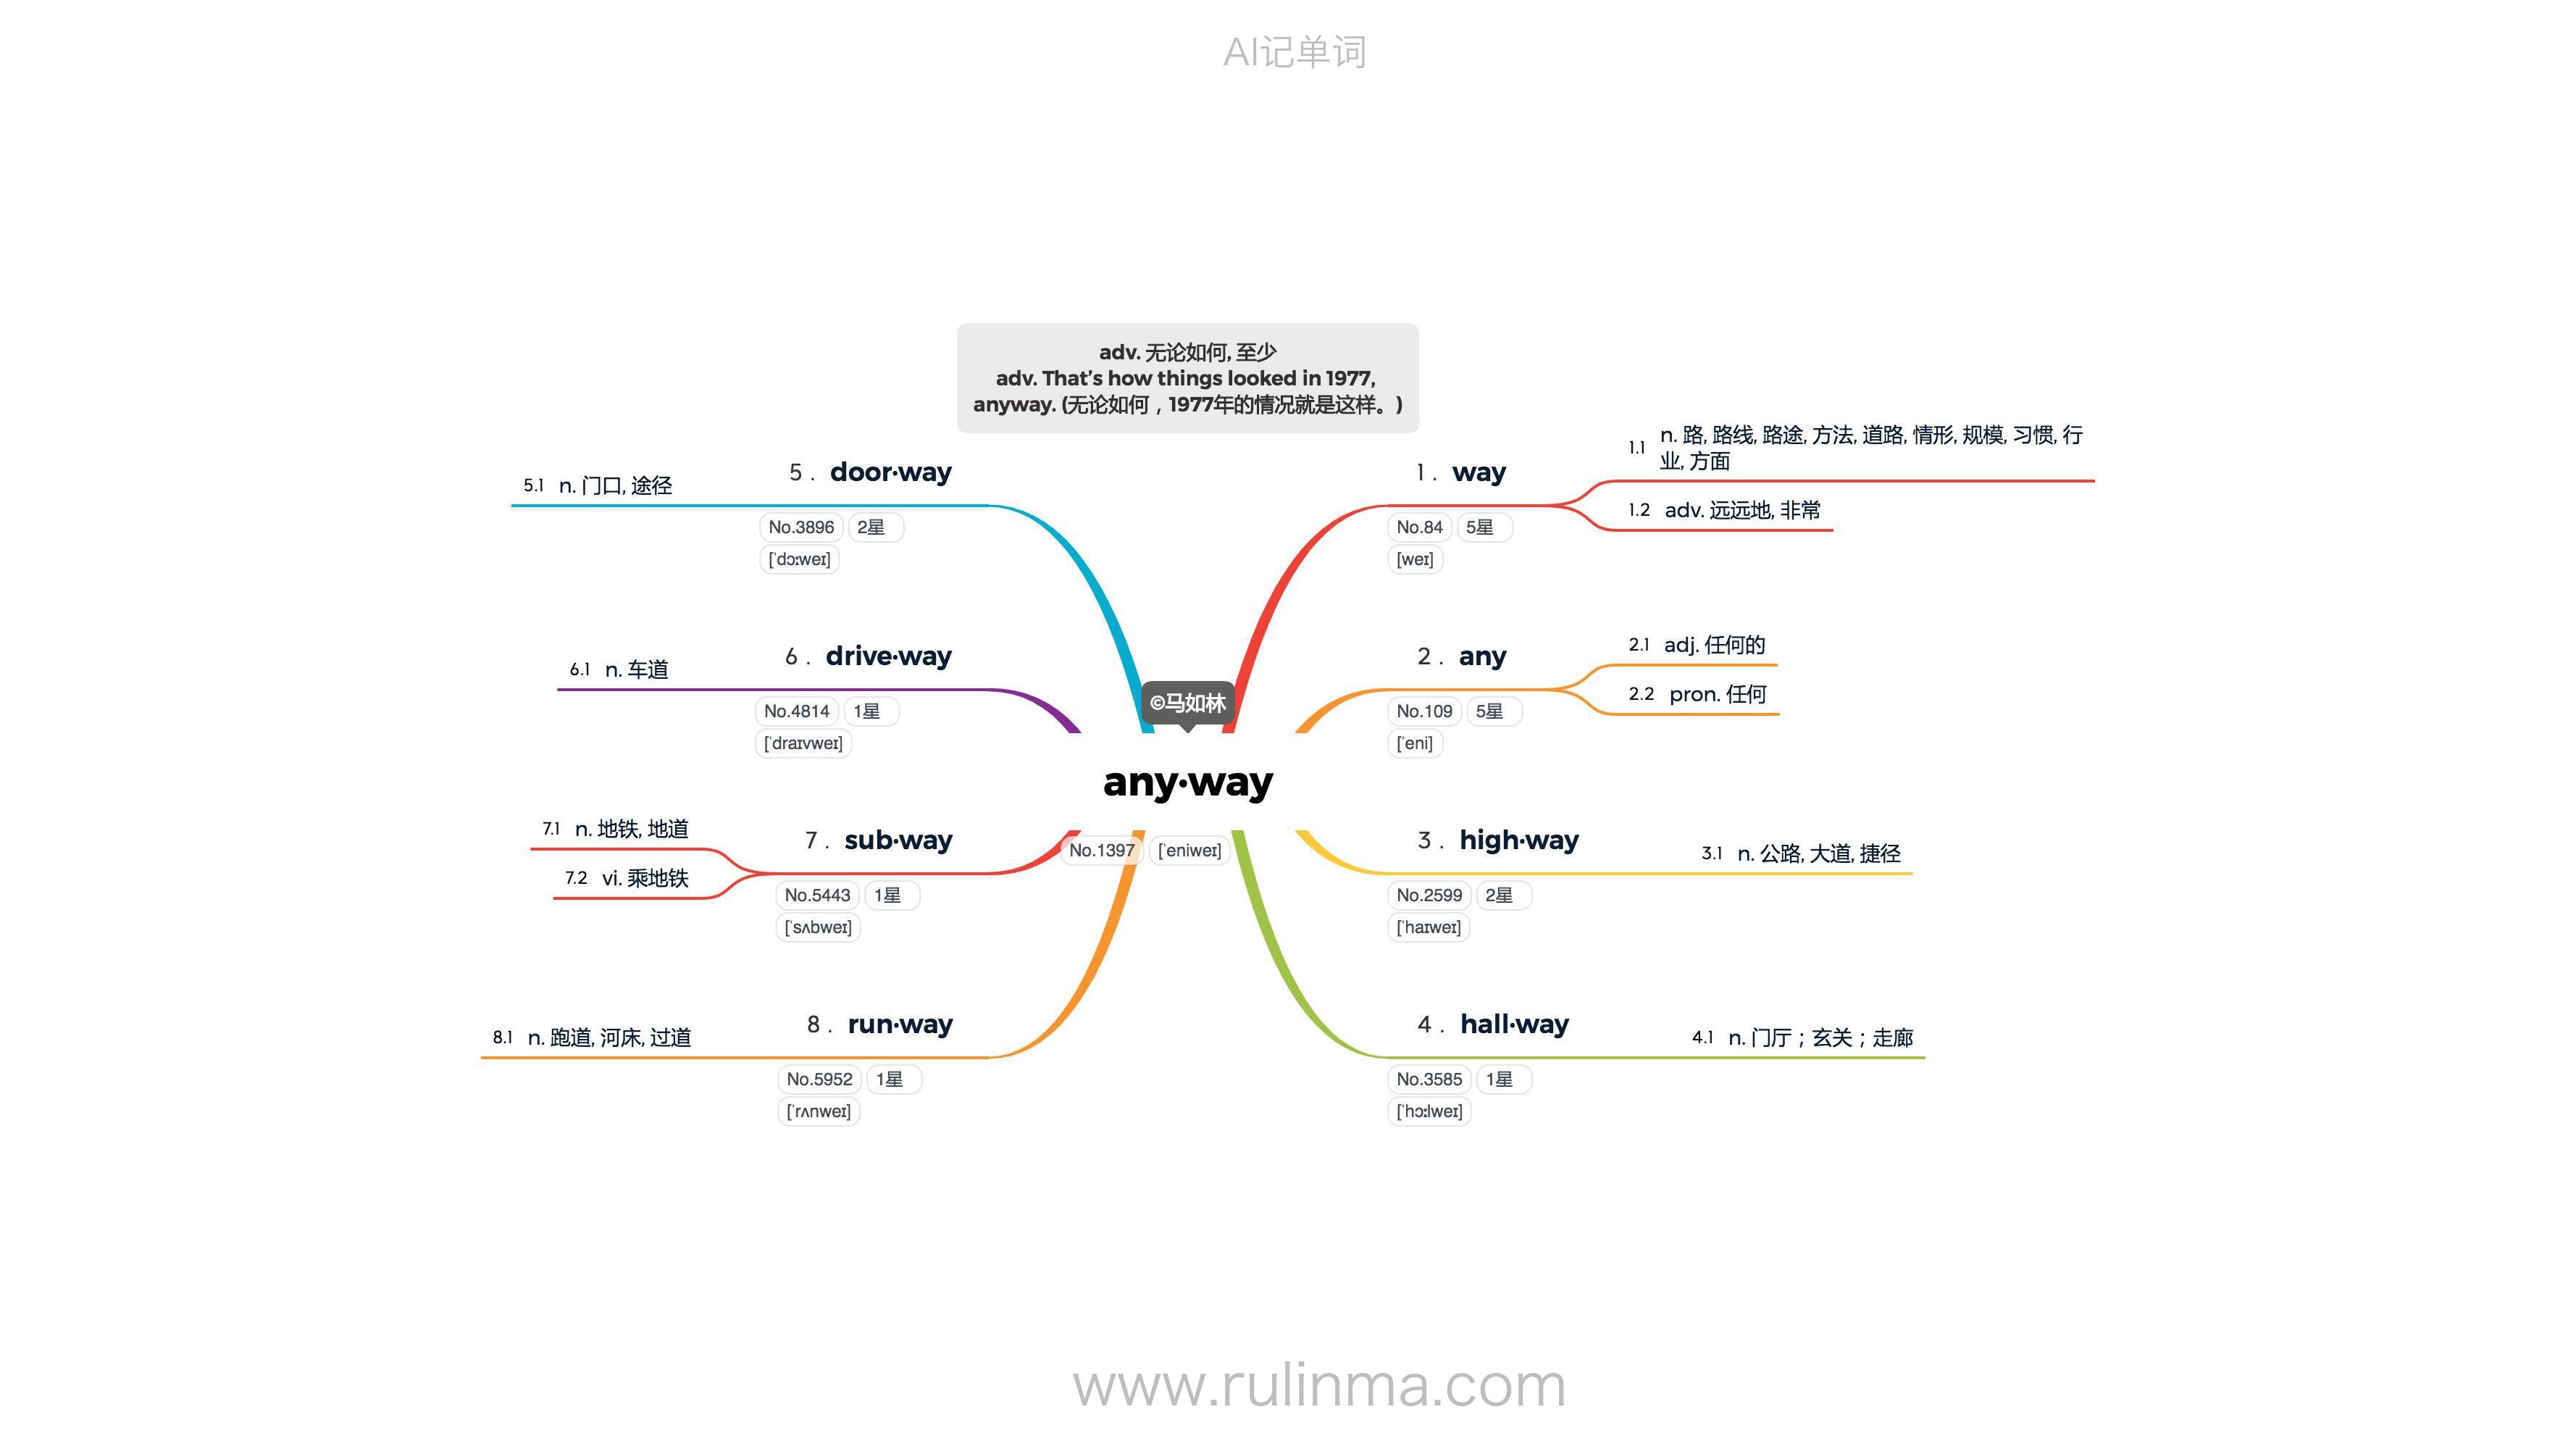 AI记单词
adv. 无论如何, 至少
adv. That’s how things looked in 1977,
anyway. (无论如何，1977年的情况就是这样。)
©马如林
any·way
No.1397 [ˈeniweɪ]
1. way
No.84 5星
[weɪ]
1.1 n. 路, 路线, 路途, 方法, 道路, 情形, 规模, 习惯, 行
业, 方面
1.2 adv. 远远地, 非常
2. any
No.109 5星
[ˈeni]
2.1 adj. 任何的
2.2 pron. 任何
3. high·way
No.2599 2星
[ˈhaɪweɪ]
3.1 n. 公路, 大道, 捷径
4. hall·way
No.3585 1星
[ˈhɔːlweɪ]
4.1 n. 门厅；玄关；走廊
5. door·way
No.3896 2星
[ˈdɔːweɪ]
5.1 n. 门口, 途径
6. drive·way
No.4814 1星
[ˈdraɪvweɪ]
6.1 n. 车道
7. sub·way
No.5443 1星
[ˈsʌbweɪ]
7.1 n. 地铁, 地道
7.2 vi. 乘地铁
8. run·way
No.5952 1星
[ˈrʌnweɪ]
8.1 n. 跑道, 河床, 过道
www.rulinma.com